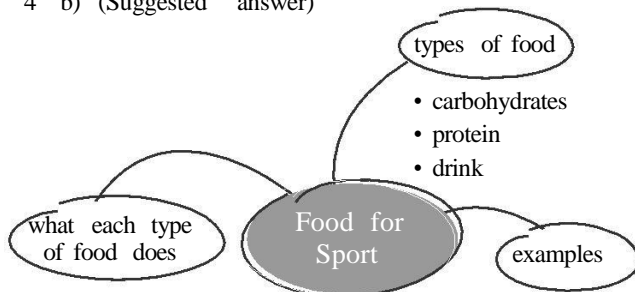 4 b) (Suggested answer)
types of food
• carbohydrates
• protein
• drink
what each type
of food does
Food for
Sport
examples